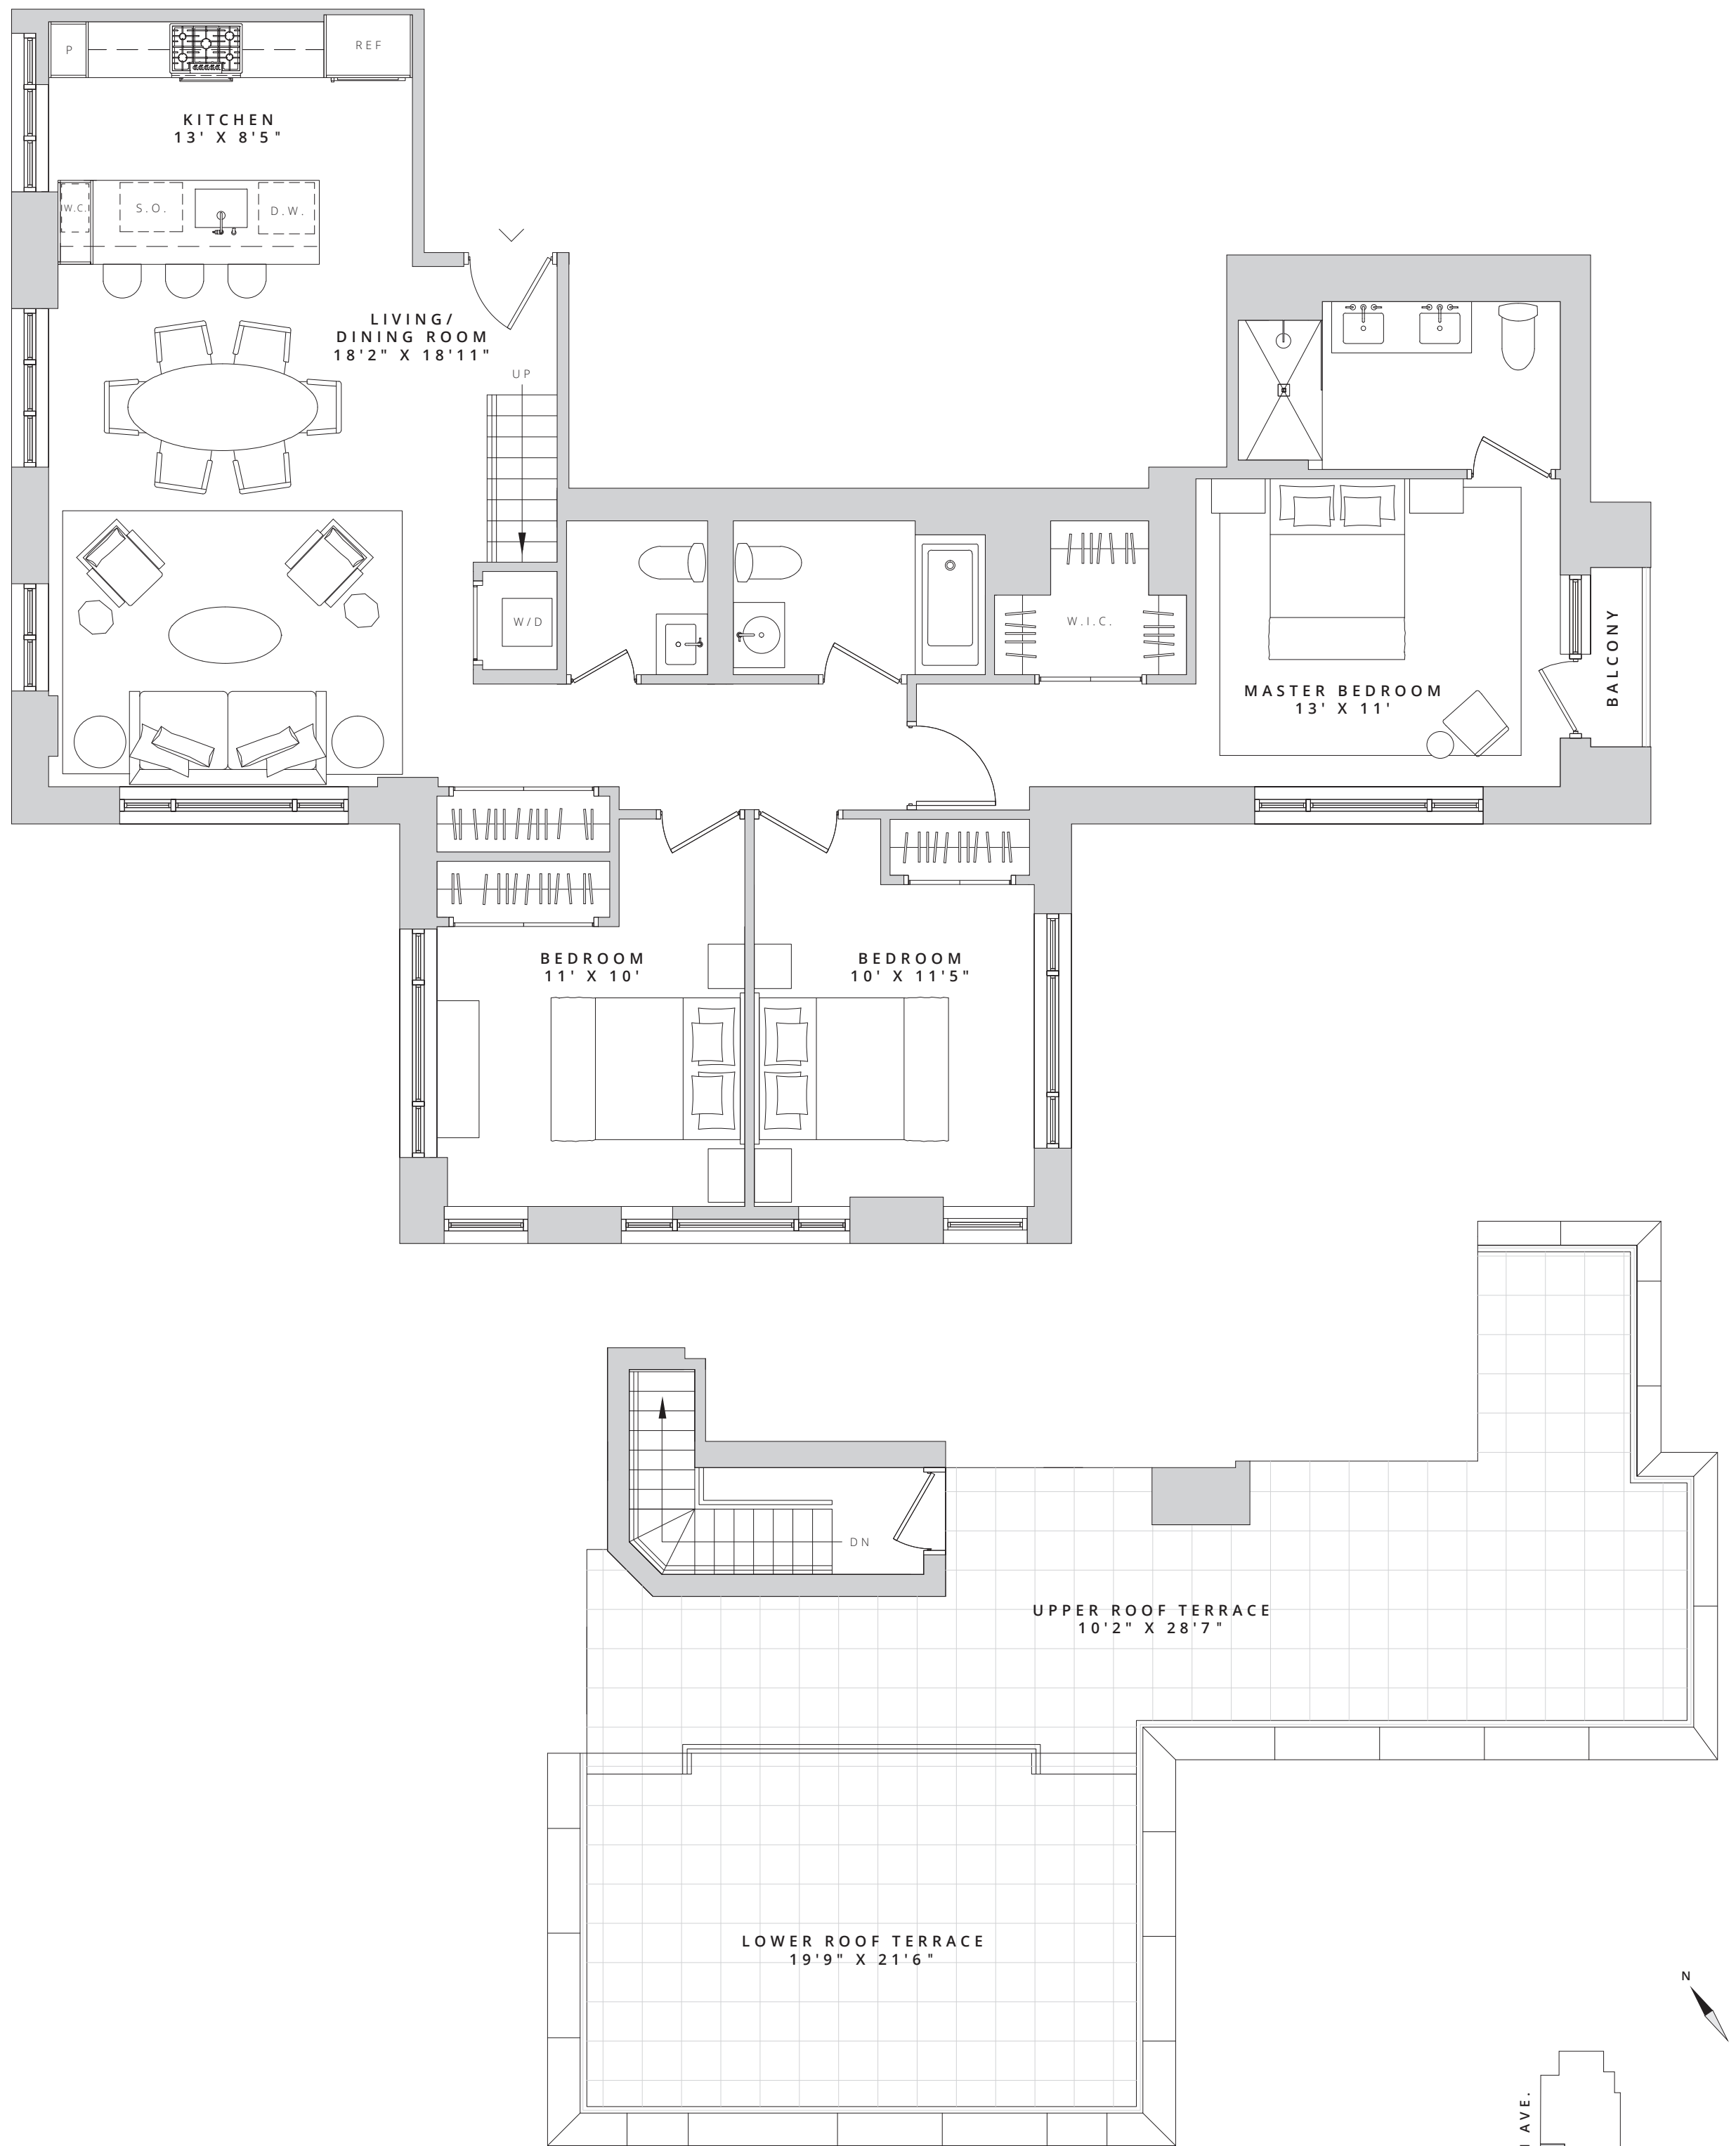 P
REF
KITCHEN
13' X 8'5"
W.C.
S.O.
D.W.
LIVING/
DINING ROOM
18'2" X 18'11"
UP
W/D
W.I.C.
MASTER BEDROOM
13' X 11'
BALCONY
BEDROOM
11' X 10'
BEDROOM
10' X 11'5"
DN
UPPER ROOF TERRACE
10'2" X 28'7"
LOWER ROOF TERRACE
19'9" X 21'6"
N
AVE.